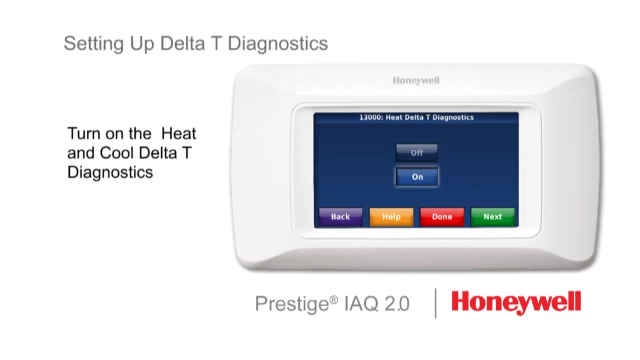 Setting Up Delta T Diagnostics
Turn on the Heat
and Cool Delta T
Diagnostics
Honeywell
13000: Heat Delta T Diagnostics
Off
On
Back Help Done Next
Prestige® IAQ 2.0 | Honeywell